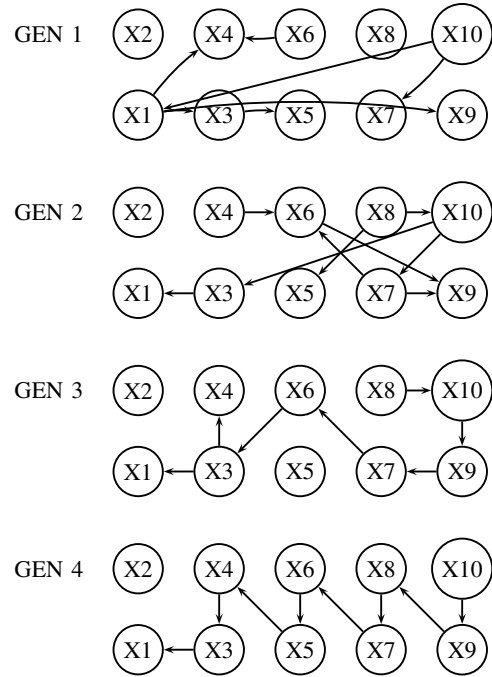 GEN 1 X2 X4 X6 X8 X10
X1 X3 X5 X7 X9
GEN 2 X2 X4 X6 X8 X10
X1 X3 X5 X7 X9
GEN 3 X2 X4 X6 X8 X10
X1 X3 X5 X7 X9
GEN 4 X2 X4 X6 X8 X10
X1 X3 X5 X7 X9